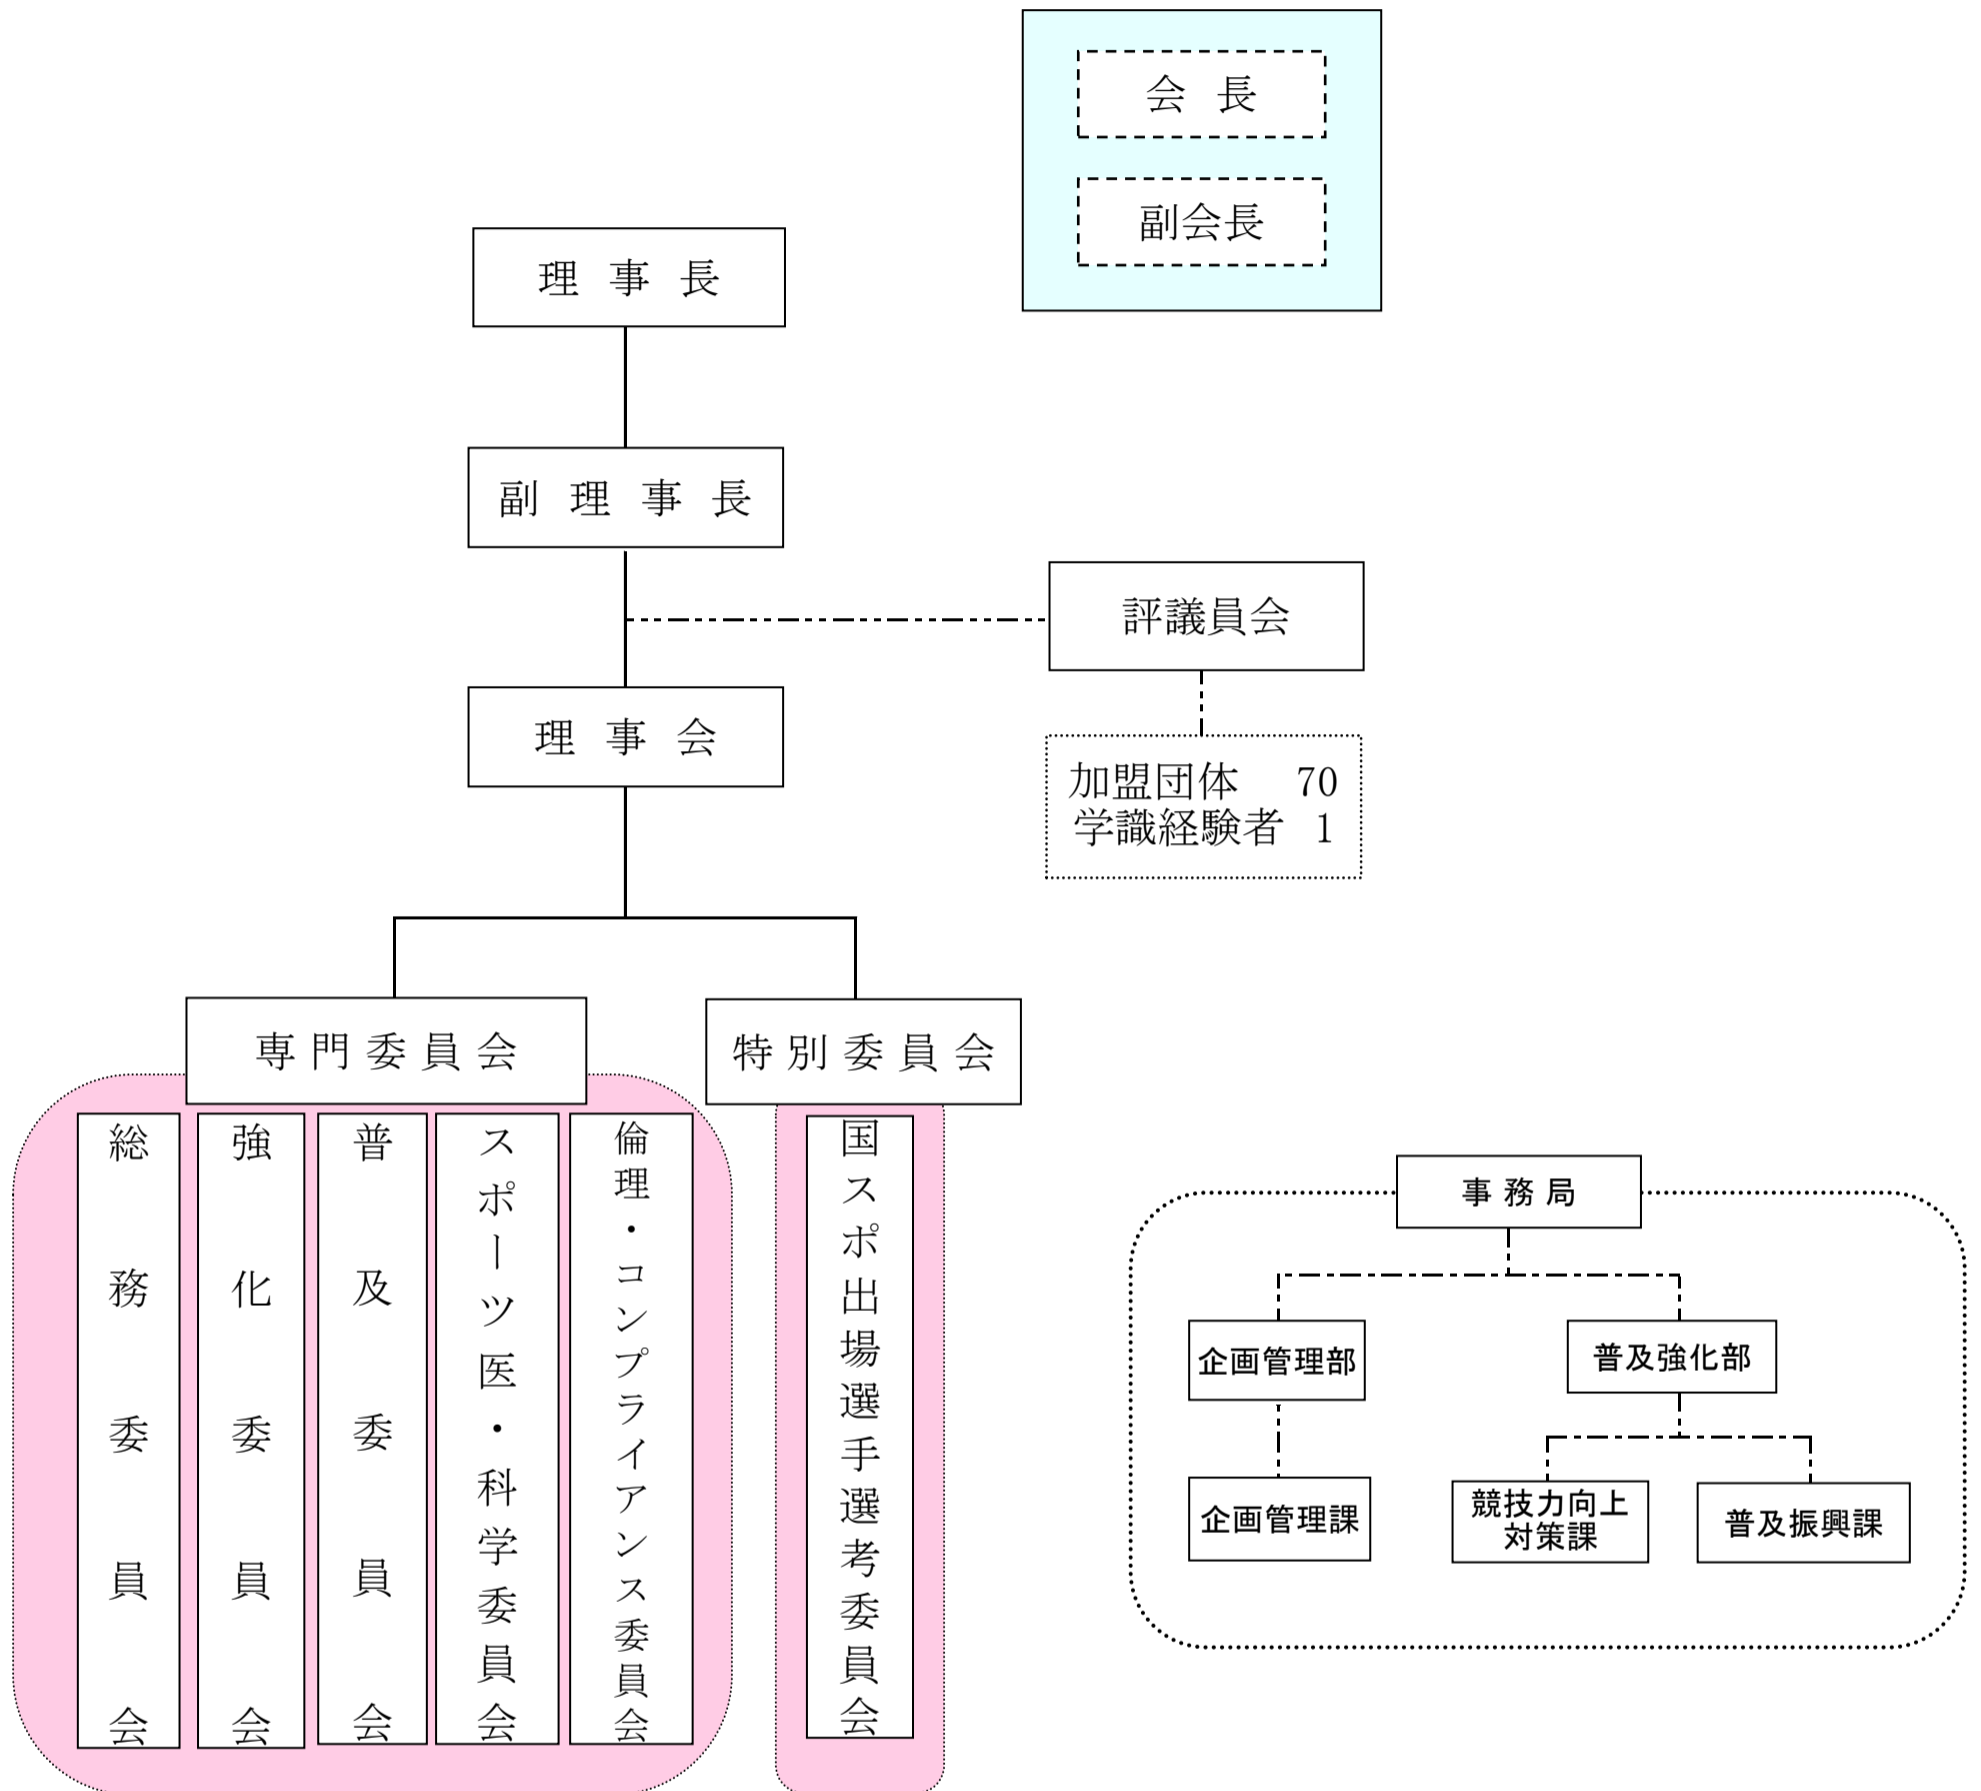 会長
副会長
理事長
副理事長
評議員会
理事会
加盟団体 70
学識経験者 1
専門委員会
特別委員会
総務委員会
強化委員会
普及委員会
スポーツ医・科学委員会
倫理・コンプライアンス委員会
国スポ出場選手選考委員会
事務局
企画管理部
普及強化部
企画管理課
競技力向上
対策課
普及振興課